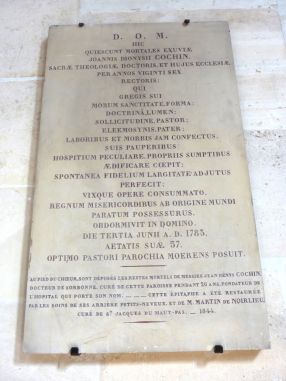 D. O. M.
HIC
QUIESCUNT MORTALES EXUVIÆ
JOANNIS DIONYSII COCHIN,
SACRÆ THEOLOGIÆ, DOCTORIS, ET HUJUS ECCLESIÆ,
PER ANNOS VIGINTI SEX
RECTORIS:
QUI
GREGIS SUI
MORUM SANCTITATE, FORMA;
DOCTRINÂ, LUMEN;
SOLLICITUDINE, PASTOR;
ELEEMOSYNIS, PATER;
LABORIBUS ET MORBIS JAM CONFECTUS,
SUIS PAUPERIBUS
HOSPITIUM PECULIARE, PROPRIIS SUMPTIBUS
ÆDIFICARE CŒPIT;
SPONTANEA FIDELIUM LARGITATE ADJUTUS
PERFECIT;
VIXQUE OPERE CONSUMMATO,
REGNUM MISERICORDIBUS AB ORIGINE MUNDI
PARATUM POSSESSURUS,
OBDORMIVIT IN DOMINO,
DIE TERTIA JUNII A. D. 1783,
AETATIS SUÆ, 57.
OPTIMO PASTORI PAROCHIA MOERENS POSUIT.
AU PIED DU CHŒUR, SONT DÉPOSÉS LES RESTES MORTELS DE MESSIRE JEAN DENIS COCHIN,
DOCTEUR DE SORBONNE, CURÉ DE CETTE PAROISSE PENDANT 26 ANS, FONDATEUR DE
L'HOPITAL QUI PORTE SON NOM. CETTE ÉPITAPHE A ÉTÉ RESTAURÉE
PAR LES SOINS DE SES ARRIÈRE PETITS-NEVEUX, ET DE M. MARTIN DE NOIRLIEU,
CURÉ DE ST JACQUES DU HAUT-PAS. 1844.